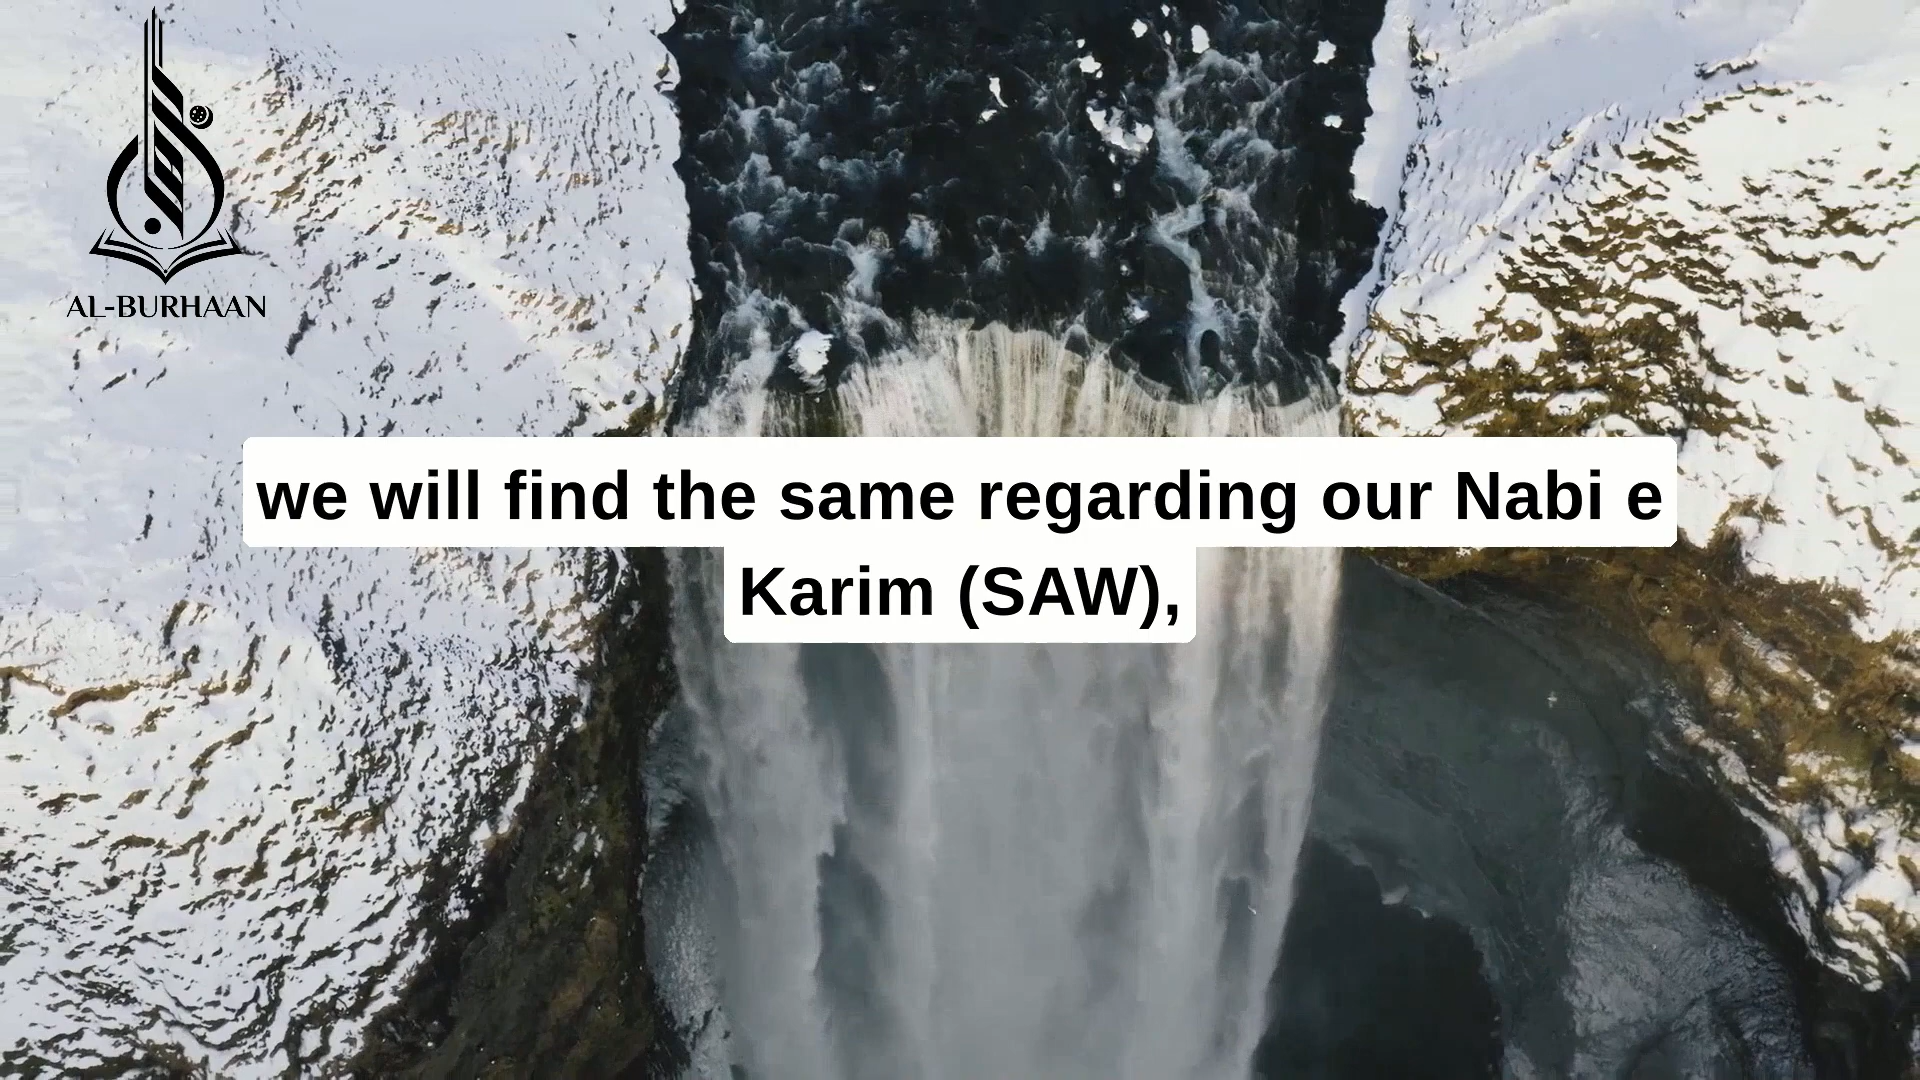 AL-BURHAAN
we will find the same regarding our Nabi e
Karim (SAW),